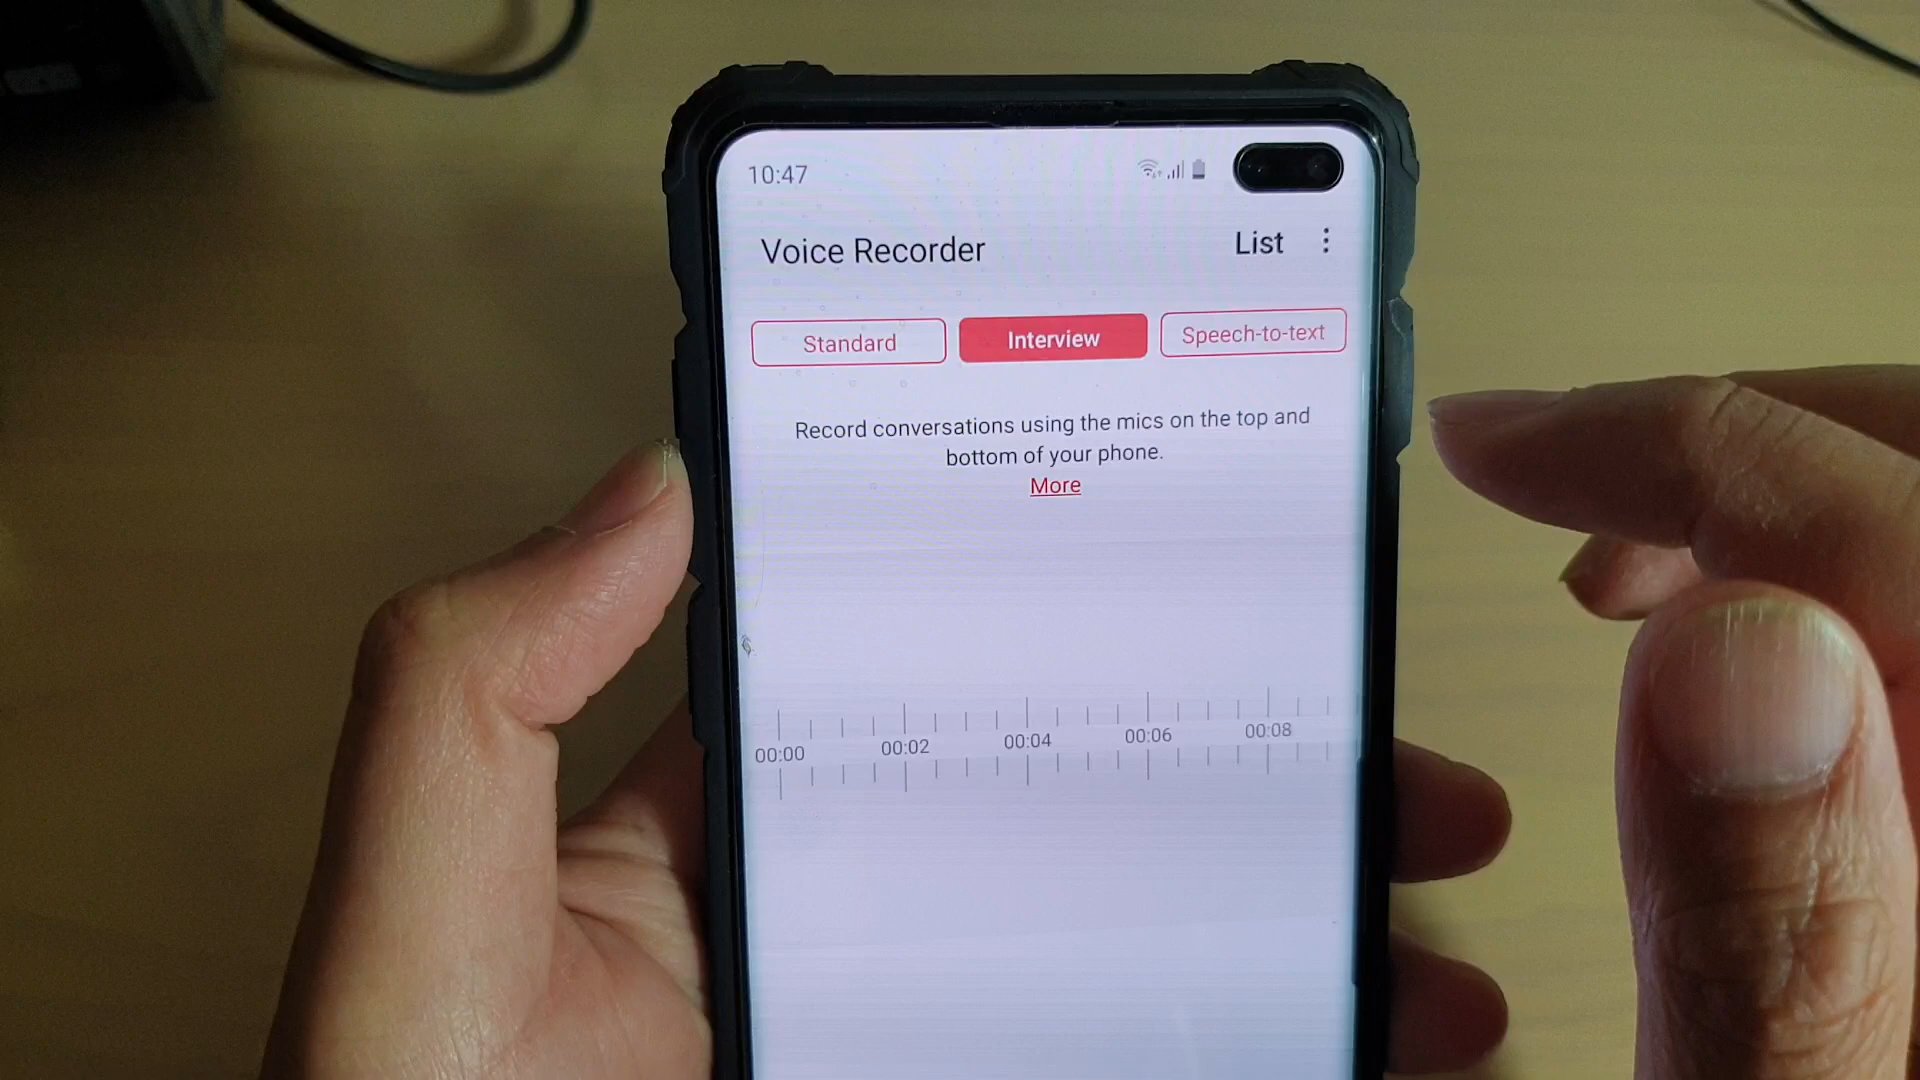 10:47
Voice Recorder
List
Standard
Interview
Speech-to-text
Record conversations using the mics on the top and
bottom of your phone.
More
00:00
00:02
00:04
00:06
00:08